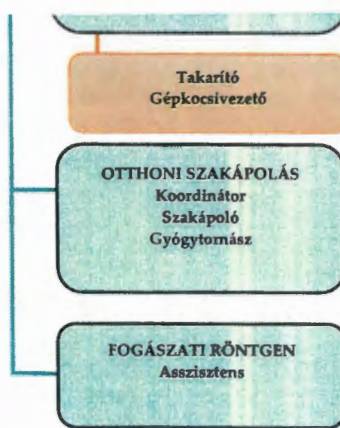 Takarító
Gépkocsivezető
OTTHONI SZAKÁPOLÁS
Koordinátor
Szakápoló
Gyógytornász
FOGÁSZATI RÖNTGEN
Asszisztens